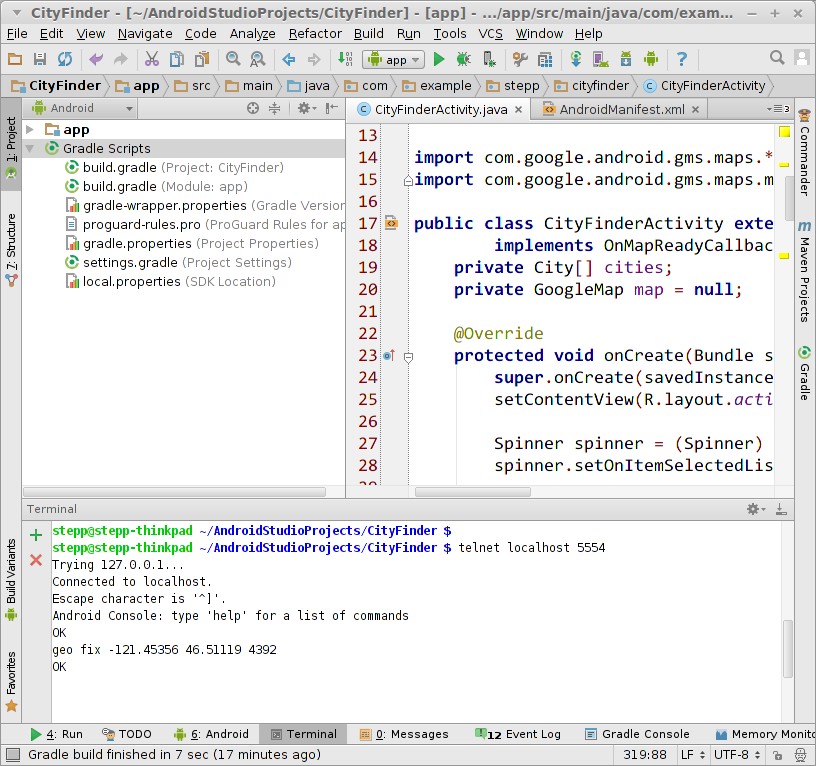 CityFinder - [~/AndroidStudioProjects/CityFinder] - [app] - .../app/src/main/java/com/exam...
File Edit View Navigate Code Analyze Refactor Build Run Tools VCS Window Help
app
CityFinder app src main java com example stepp cityfinder CityFinderActivity
1: Project
Z: Structure
Build Variants
Favorites
Android
app
Gradle Scripts
build.gradle (Project: CityFinder)
build.gradle (Module: app)
gradle-wrapper.properties (Gradle Version
proguard-rules.pro (ProGuard Rules for ap
gradle.properties (Project Properties)
settings.gradle (Project Settings)
local.properties (SDK Location)
CityFinderActivity.java AndroidManifest.xml 3
13
14 import com.google.android.gms.maps.*
15 import com.google.android.gms.maps.m
16
17 public class CityFinderActivity exte
18 implements OnMapReadyCallbac
19 private City[] cities;
20 private GoogleMap map = null;
21
22 @Override
23 protected void onCreate(Bundle s
24 super.onCreate(savedInstance
25 setContentView(R.layout.acti
26
27 Spinner spinner = (Spinner)
28 spinner.setOnItemSelectedLis
Commander
m Maven Projects
Gradle
Terminal
stepp@stepp-thinkpad ~/AndroidStudioProjects/CityFinder $
stepp@stepp-thinkpad ~/AndroidStudioProjects/CityFinder $ telnet localhost 5554
Trying 127.0.0.1...
Connected to localhost.
Escape character is '^]'.
Android Console: type 'help' for a list of commands
OK
geo fix -121.45356 46.51119 4392
OK
4: Run TODO 6: Android Terminal 0: Messages 12 Event Log Gradle Console Memory Monito
Gradle build finished in 7 sec (17 minutes ago) 319:88 LF UTF-8